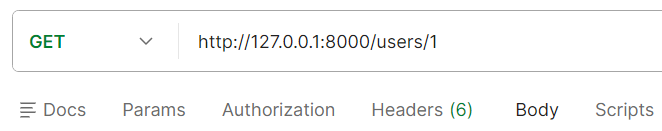 GET http://127.0.0.1:8000/users/1
Docs Params Authorization Headers (6) Body Scripts